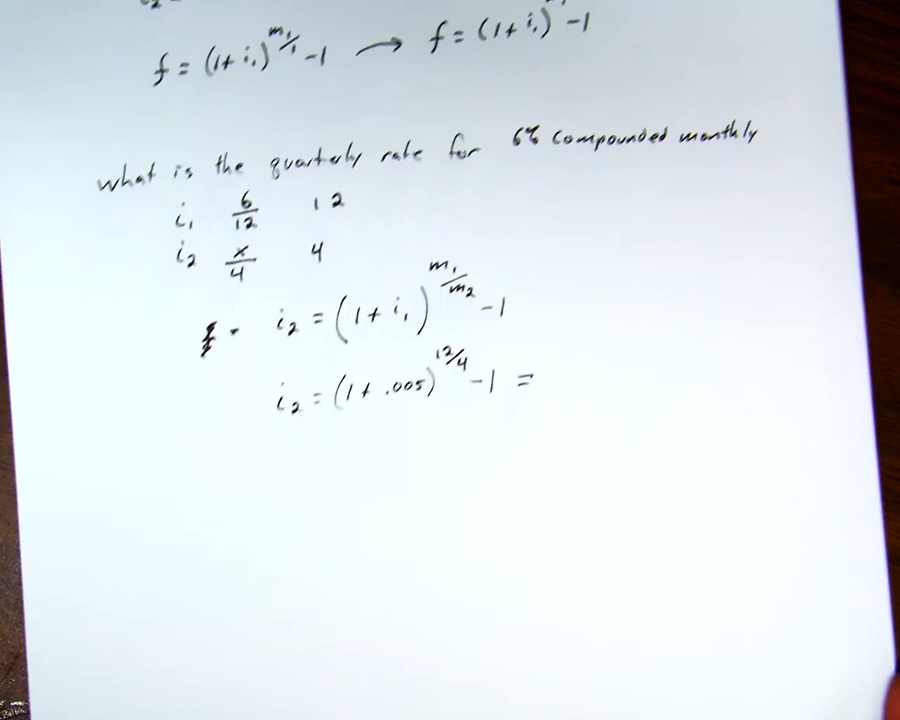 f = (1+i₁)^m₁/₁ -1 → f = (1+i₁) -1
what is the quarterly rate for 6% compounded monthly
i₁ 6/12 12
i₂ x/4 4
i₂ = (1+i₁)^m₁/m₂ -1
i₂ = (1+.005)^12/4 -1 =